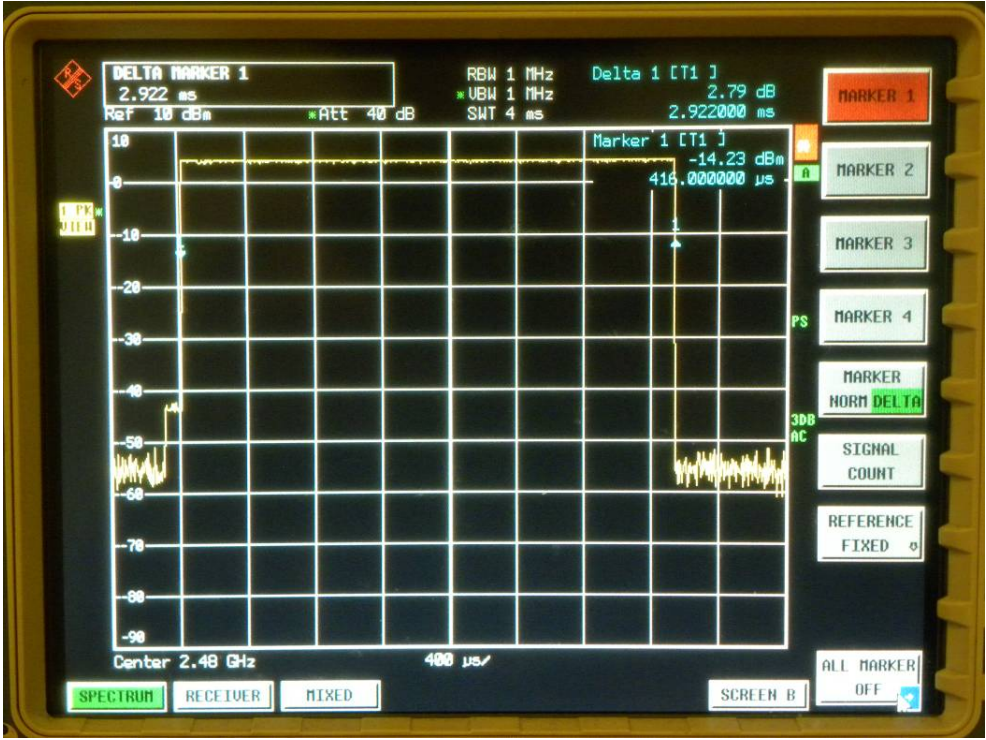 R
S
DELTA MARKER 1
2.922 ms
Ref 10 dBm
*Att 40 dB
RBW 1 MHz
*VBW 1 MHz
SWT 4 ms
Delta 1 [T1 ]
2.79 dB
2.922000 ms
Marker 1 [T1 ]
-14.23 dBm
416.000000 µs
1 PK
VIEW
*
A
PS
3DB
AC
10
0
-10
-20
-30
-40
-50
-60
-70
-80
-90
1
Center 2.48 GHz
400 µs/
MARKER 1
MARKER 2
MARKER 3
MARKER 4
MARKER
NORM DELTA
SIGNAL
COUNT
REFERENCE
FIXED
ALL MARKER
OFF
SPECTRUM
RECEIVER
MIXED
SCREEN B